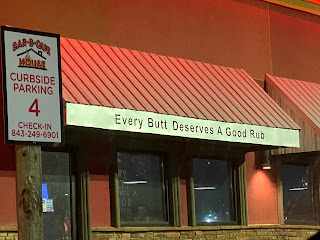 BAR-B-QUE
HOUSE
CURBSIDE
PARKING
4
CHECK-IN
843-249-6901
Every Butt Deserves A Good Rub